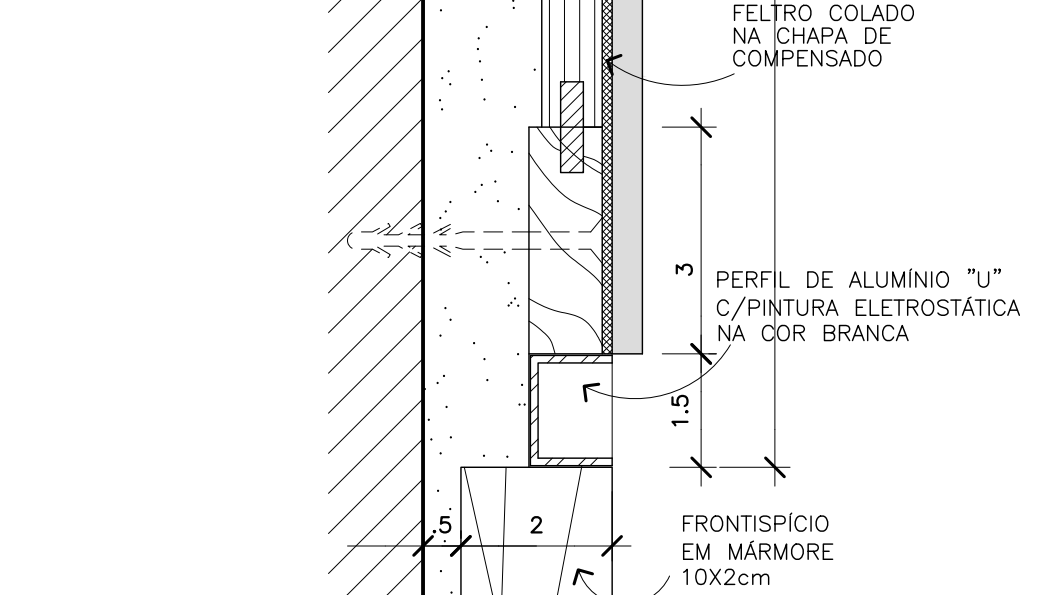 FELTRO COLADO
NA CHAPA DE
COMPENSADO
3
PERFIL DE ALUMÍNIO "U"
C/PINTURA ELETROSTÁTICA
NA COR BRANCA
1.5
.5
2
FRONTISPÍCIO
EM MÁRMORE
10X2cm